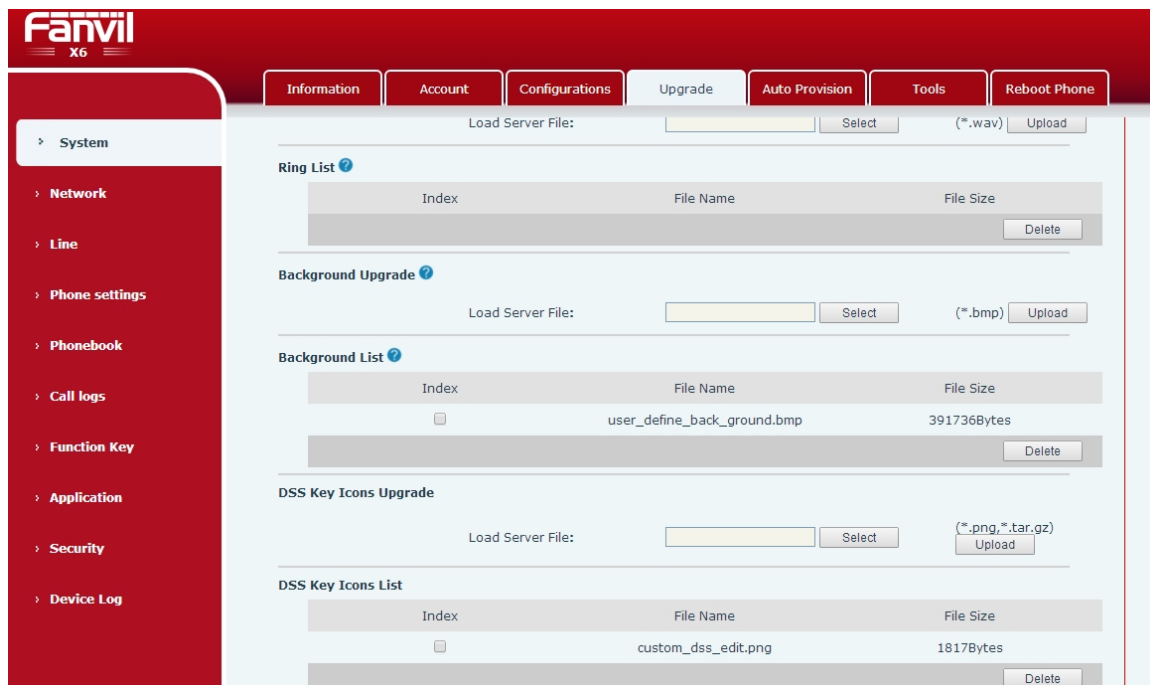 Fanvil
X6
Information Account Configurations Upgrade Auto Provision Tools Reboot Phone
System
Network
Line
Phone settings
Phonebook
Call logs
Function Key
Application
Security
Device Log
Load Server File: Select (*.wav) Upload
Ring List ?
Index File Name File Size
Delete
Background Upgrade ?
Load Server File: Select (*.bmp) Upload
Background List ?
Index File Name File Size
user_define_back_ground.bmp 391736Bytes
Delete
DSS Key Icons Upgrade
Load Server File: Select (*.png,*.tar.gz) Upload
DSS Key Icons List
Index File Name File Size
custom_dss_edit.png 1817Bytes
Delete